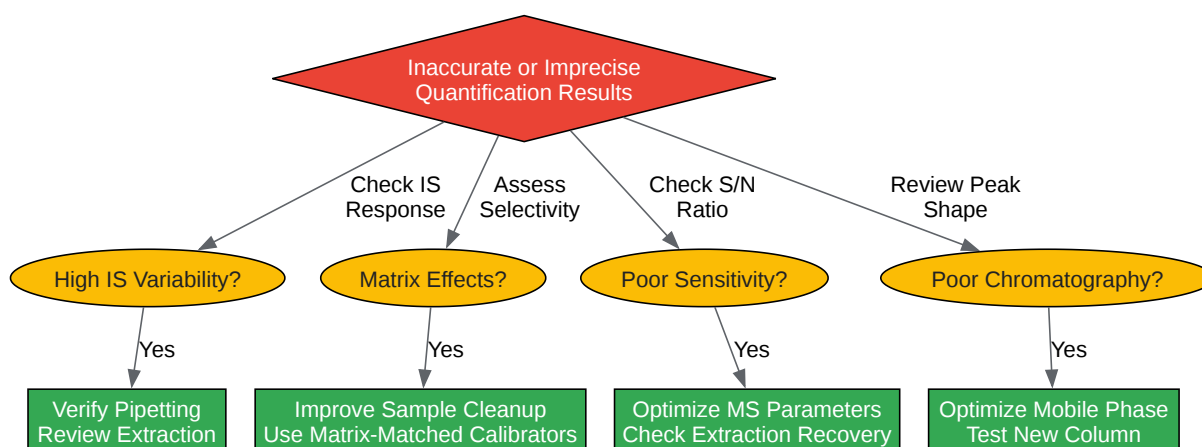 Inaccurate or Imprecise
Quantification Results
Check IS
Response
Assess
Selectivity
Check S/N
Ratio
Review Peak
Shape
High IS Variability?
Matrix Effects?
Poor Sensitivity?
Poor Chromatography?
Yes
Yes
Yes
Yes
Verify Pipetting
Review Extraction
Improve Sample Cleanup
Use Matrix-Matched Calibrators
Optimize MS Parameters
Check Extraction Recovery
Optimize Mobile Phase
Test New Column